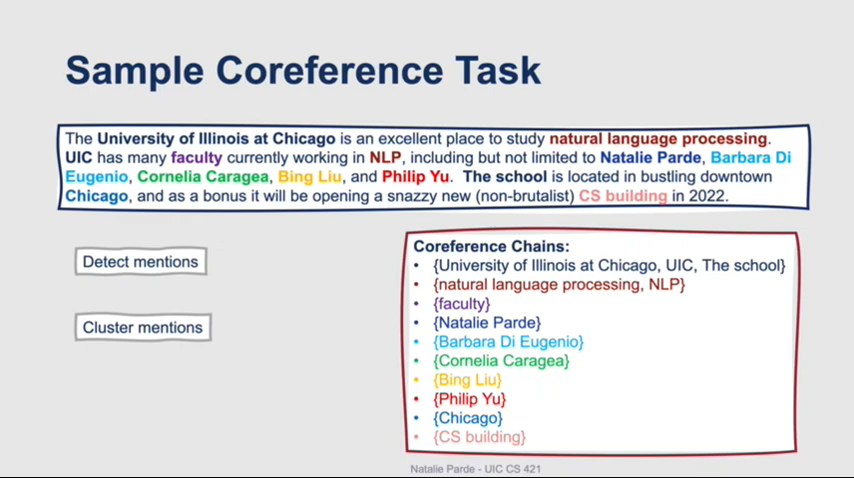 Sample Coreference Task
The University of Illinois at Chicago is an excellent place to study natural language processing.
UIC has many faculty currently working in NLP, including but not limited to Natalie Parde, Barbara Di
Eugenio, Cornelia Caragea, Bing Liu, and Philip Yu. The school is located in bustling downtown
Chicago, and as a bonus it will be opening a snazzy new (non-brutalist) CS building in 2022.
Detect mentions
Cluster mentions
Coreference Chains:
• {University of Illinois at Chicago, UIC, The school}
• {natural language processing, NLP}
• {faculty}
• {Natalie Parde}
• {Barbara Di Eugenio}
• {Cornelia Caragea}
• {Bing Liu}
• {Philip Yu}
• {Chicago}
• {CS building}
Natalie Parde - UIC CS 421